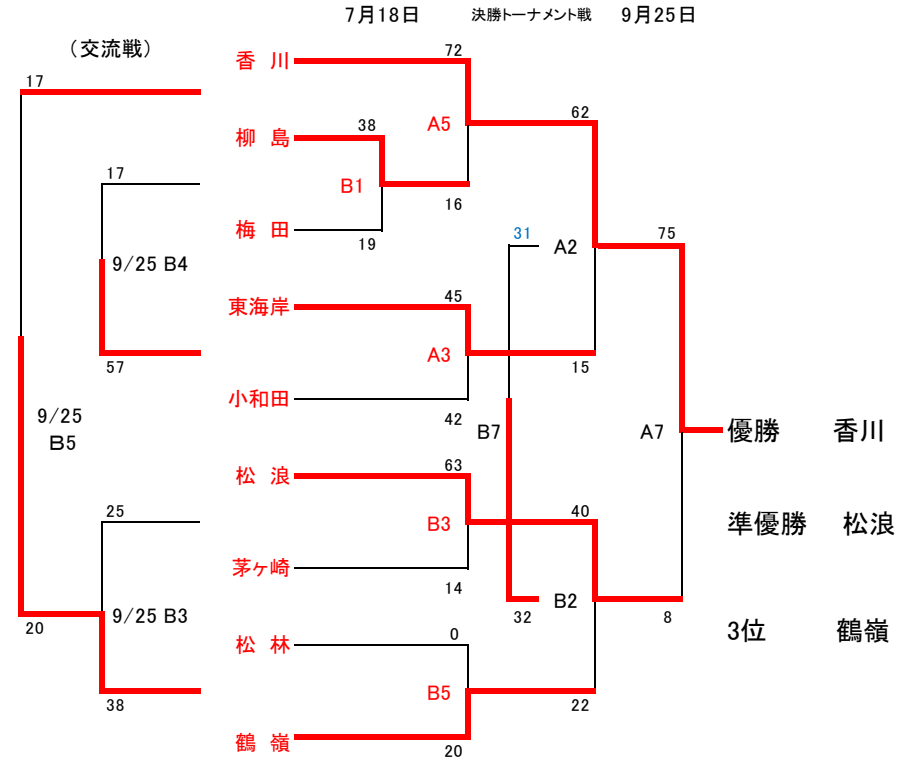 7月18日 決勝トーナメント戦 9月25日
(交流戦)
72
香 川
17
62
A5
38
柳 島
17
B1
16
梅 田
31
75
19
A2
9/25 B4
45
東海岸
A3
57
15
小和田
9/25
B5
42
B7
A7
優勝 香川
63
松 浪
25
40
B3
準優勝 松浪
茅ヶ崎
14
B2
9/25 B3
20
32
8
3位 鶴嶺
0
松 林
B5
38
22
鶴 嶺
20